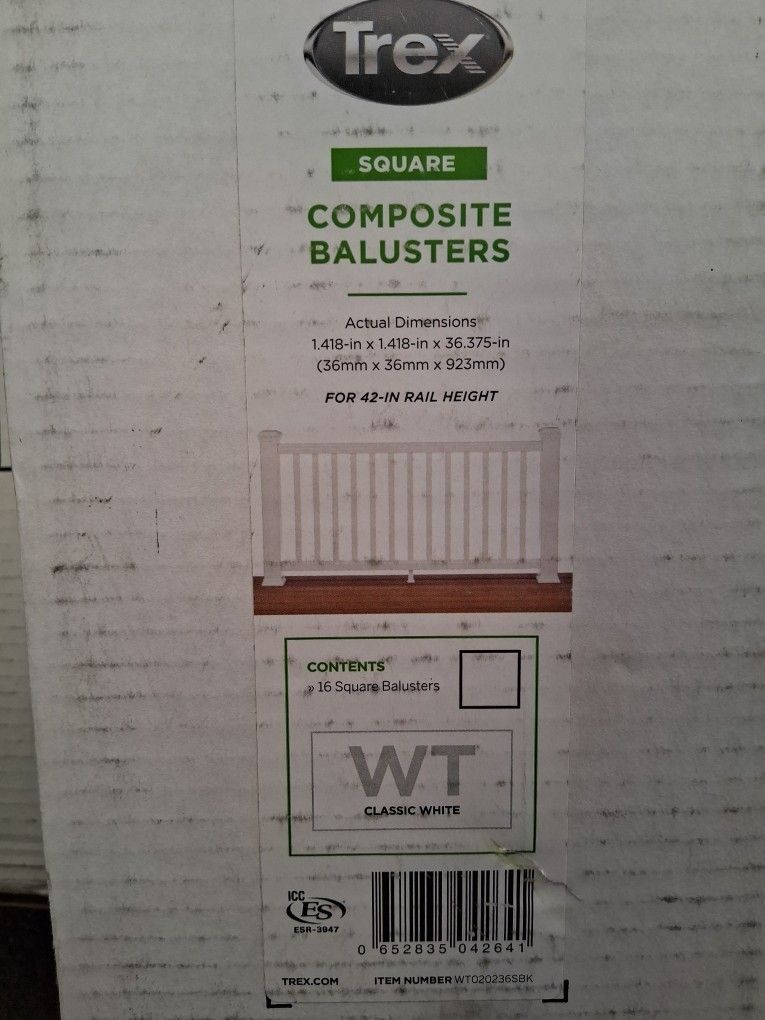 Trex
SQUARE
COMPOSITE
BALUSTERS
Actual Dimensions
1.418-in x 1.418-in x 36.375-in
(36mm x 36mm x 923mm)
FOR 42-IN RAIL HEIGHT
CONTENTS
» 16 Square Balusters
WT
CLASSIC WHITE
ICC
ES
ESR-3947
0 652835 042641
TREX.COM ITEM NUMBER WT020236SBK